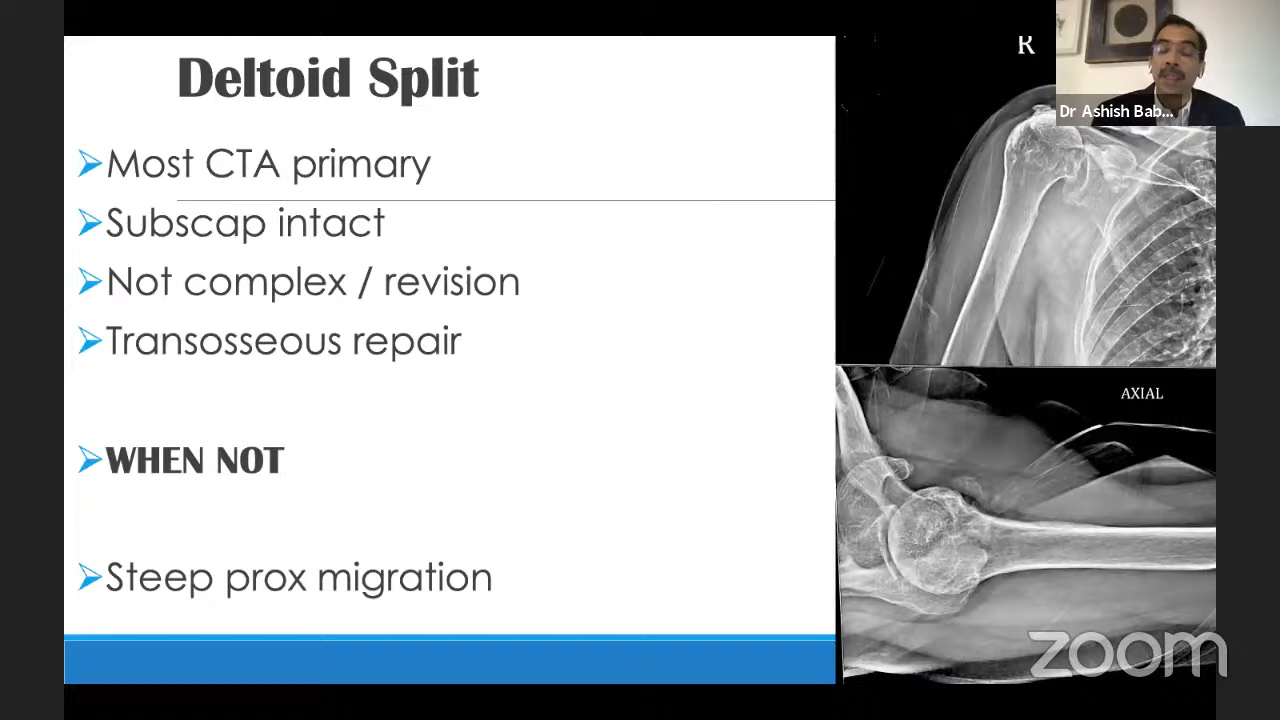 Deltoid Split
Most CTA primary
Subscap intact
Not complex / revision
Transosseous repair
WHEN NOT
Steep prox migration
R
Dr Ashish Bab...
AXIAL
zoom